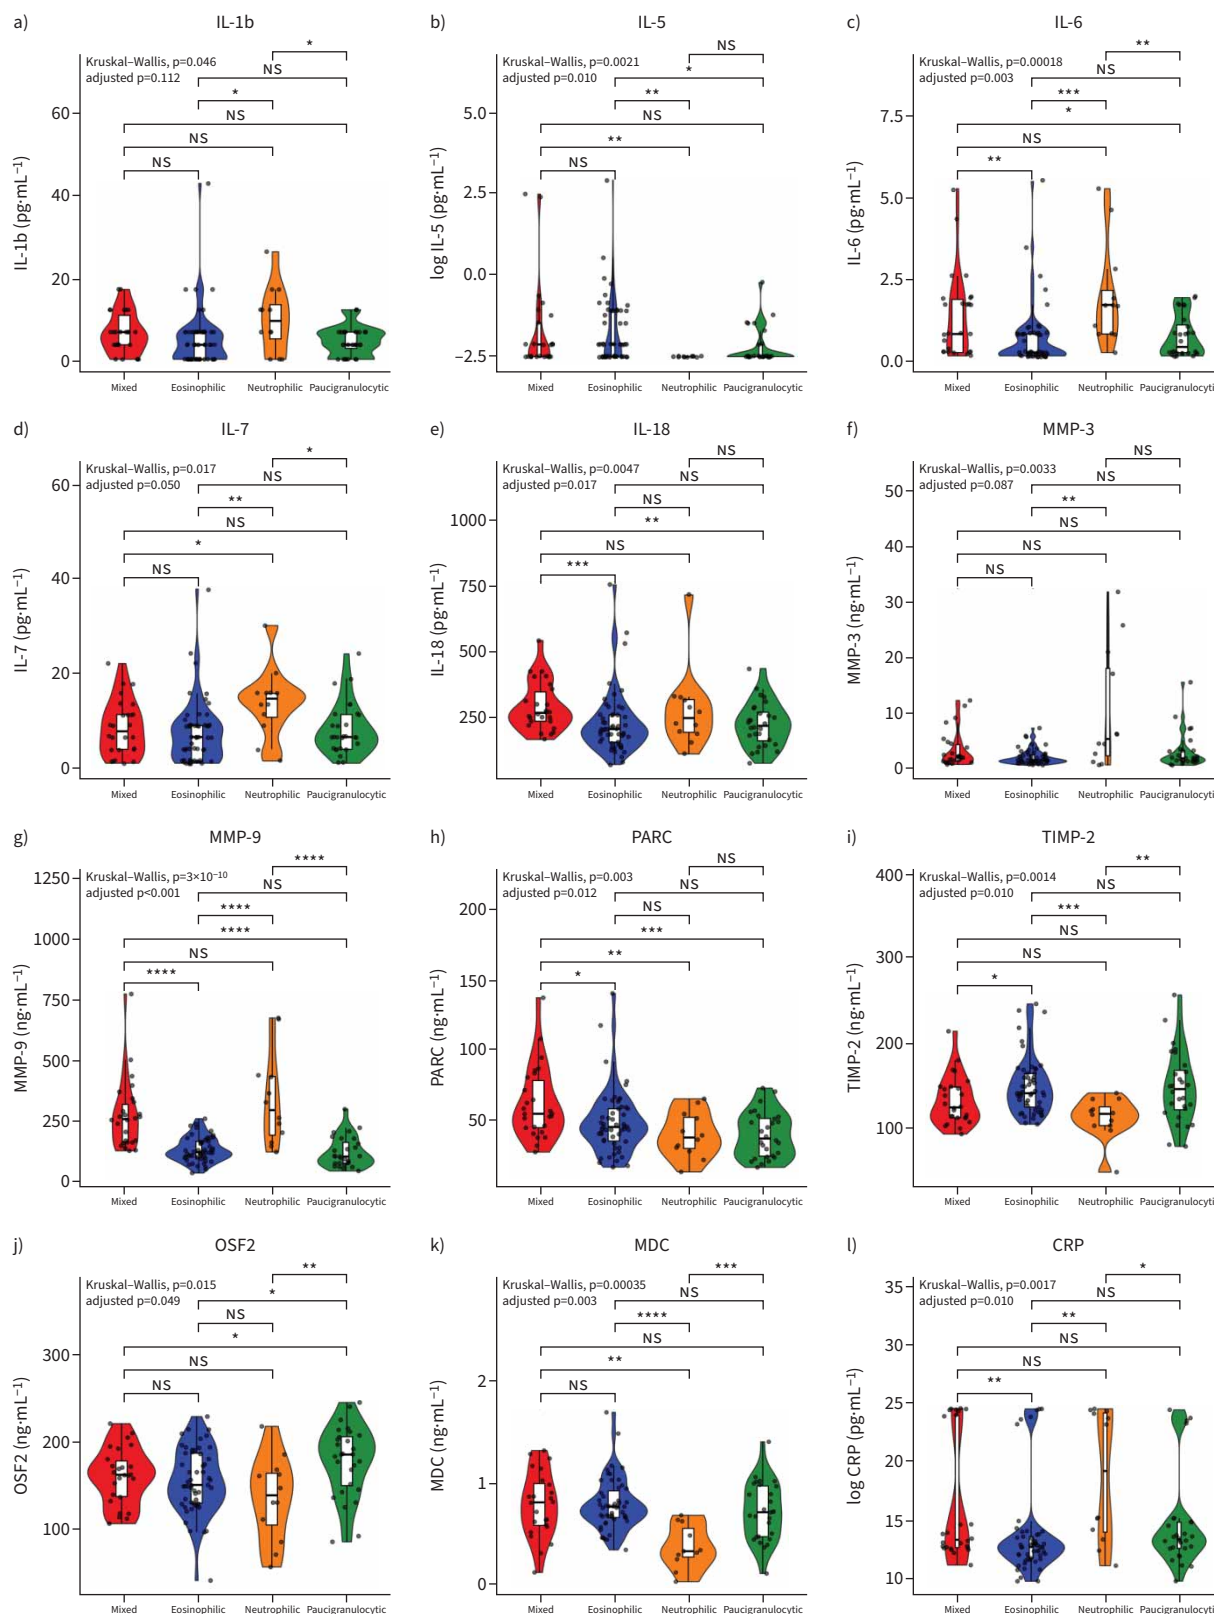 a) IL-1b
Kruskal–Wallis, p=0.046
adjusted p=0.112
*
NS
*
NS
NS
NS
IL-1b (pg·mL⁻¹)
60
40
20
0
Mixed Eosinophilic Neutrophilic Paucigranulocytic
b) IL-5
Kruskal–Wallis, p=0.0021
adjusted p=0.010
NS
*
**
NS
**
NS
log IL-5 (pg·mL⁻¹)
5.0
2.5
0.0
−2.5
Mixed Eosinophilic Neutrophilic Paucigranulocytic
c) IL-6
Kruskal–Wallis, p=0.00018
adjusted p=0.003
**
NS
***
*
NS
**
IL-6 (pg·mL⁻¹)
7.5
5.0
2.5
0.0
Mixed Eosinophilic Neutrophilic Paucigranulocytic
d) IL-7
Kruskal–Wallis, p=0.017
adjusted p=0.050
*
NS
**
NS
*
NS
IL-7 (pg·mL⁻¹)
60
40
20
0
Mixed Eosinophilic Neutrophilic Paucigranulocytic
e) IL-18
Kruskal–Wallis, p=0.0047
adjusted p=0.017
NS
NS
NS
**
NS
***
IL-18 (pg·mL⁻¹)
1000
750
500
250
Mixed Eosinophilic Neutrophilic Paucigranulocytic
f) MMP-3
Kruskal–Wallis, p=0.0033
adjusted p=0.087
NS
NS
**
NS
NS
NS
MMP-3 (ng·mL⁻¹)
50
40
30
20
10
0
Mixed Eosinophilic Neutrophilic Paucigranulocytic
g) MMP-9
Kruskal–Wallis, p=3×10⁻¹⁰
adjusted p<0.001
****
NS
****
****
NS
****
MMP-9 (ng·mL⁻¹)
1250
1000
750
500
250
0
Mixed Eosinophilic Neutrophilic Paucigranulocytic
h) PARC
Kruskal–Wallis, p=0.003
adjusted p=0.012
NS
NS
NS
***
**
*
PARC (ng·mL⁻¹)
200
150
100
50
Mixed Eosinophilic Neutrophilic Paucigranulocytic
i) TIMP-2
Kruskal–Wallis, p=0.0014
adjusted p=0.010
**
NS
***
NS
NS
*
TIMP-2 (ng·mL⁻¹)
400
300
200
100
Mixed Eosinophilic Neutrophilic Paucigranulocytic
j) OSF2
Kruskal–Wallis, p=0.015
adjusted p=0.049
**
*
NS
*
NS
NS
OSF2 (ng·mL⁻¹)
300
200
100
Mixed Eosinophilic Neutrophilic Paucigranulocytic
k) MDC
Kruskal–Wallis, p=0.00035
adjusted p=0.003
***
NS
****
NS
**
NS
MDC (ng·mL⁻¹)
2
1
0
Mixed Eosinophilic Neutrophilic Paucigranulocytic
l) CRP
Kruskal–Wallis, p=0.0017
adjusted p=0.010
*
NS
**
NS
NS
**
log CRP (pg·mL⁻¹)
35
30
25
20
15
10
Mixed Eosinophilic Neutrophilic Paucigranulocytic